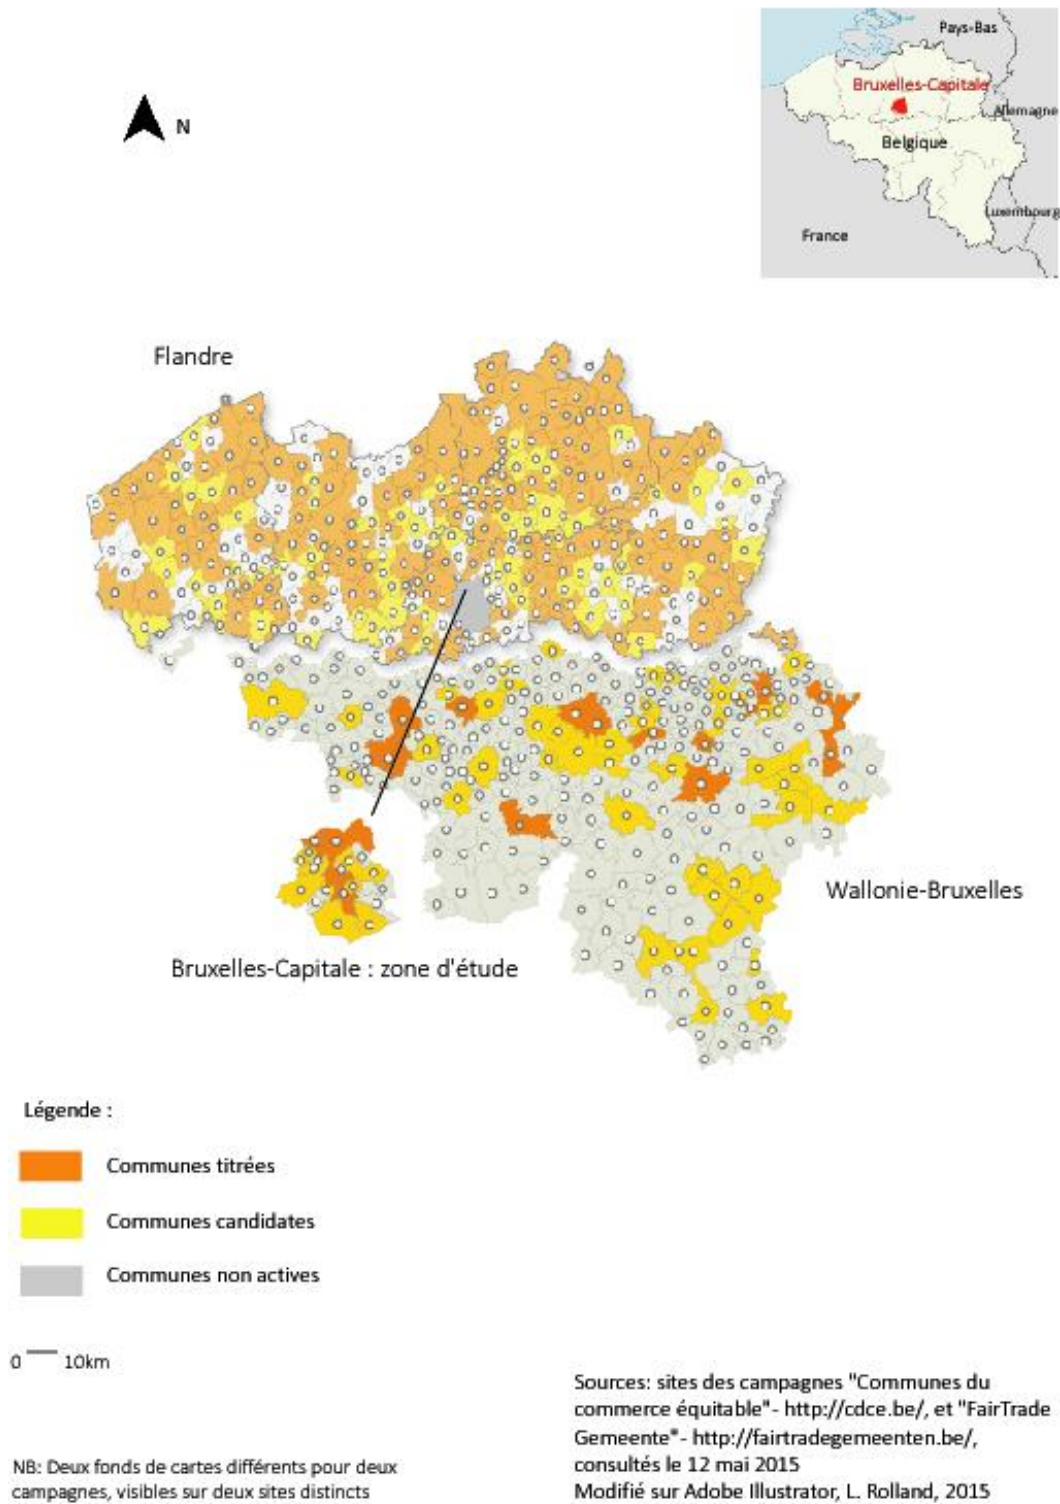 Pays-Bas
Bruxelles-Capitale
Allemagne
Belgique
Luxembourg
France
N
Flandre
Wallonie-Bruxelles
Bruxelles-Capitale : zone d'étude
Légende :
Communes titrées
Communes candidates
Communes non actives
0 10km
Sources: sites des campagnes "Communes du
commerce équitable"- http://cdce.be/, et "FairTrade
Gemeente"- http://fairtradegemeenten.be/,
consultés le 12 mai 2015
Modifié sur Adobe Illustrator, L. Rolland, 2015
NB: Deux fonds de cartes différents pour deux
campagnes, visibles sur deux sites distincts